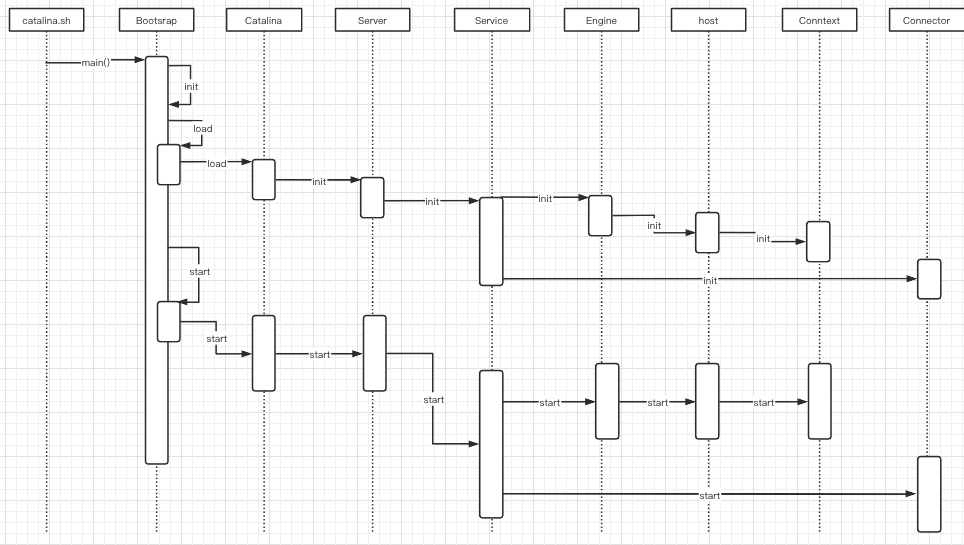 catalina.sh
Bootsrap
Catalina
Server
Service
Engine
host
Conntext
Connector
main()
init
load
load
init
init
init
init
init
init
start
start
start
start
start
start
start
start